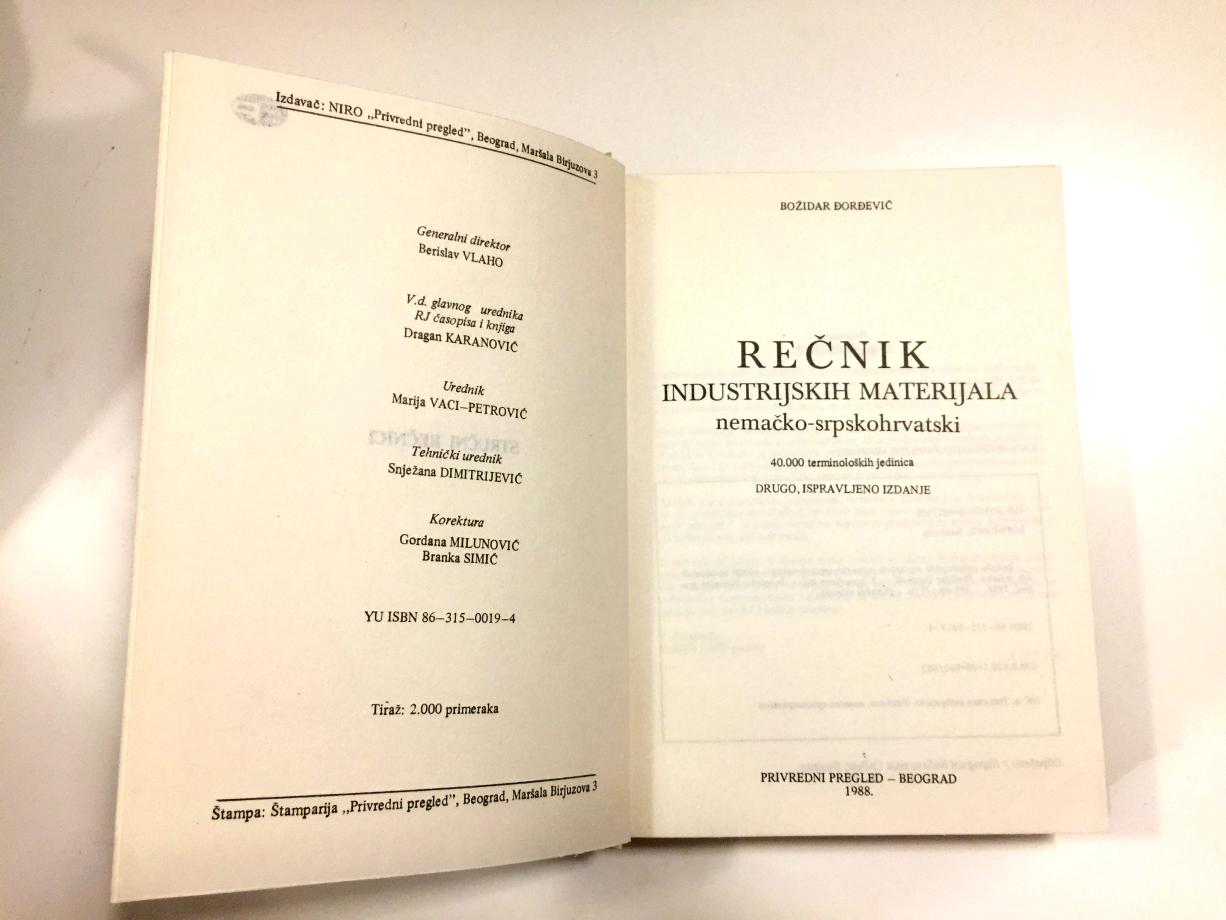 Izdavač: NIRO „Privredni pregled”, Beograd, Maršala Birjuzova 3
Generalni direktor
Berislav VLAHO
V.d. glavnog urednika
RJ časopisa i knjiga
Dragan KARANOVIĆ
Urednik
Marija VACI–PETROVIĆ
STRUČNI REČNICI
Tehnički urednik
Snježana DIMITRIJEVIĆ
Korektura
Gordana MILUNOVIĆ
Branka SIMIĆ
YU ISBN 86–315–0019–4
Tiraž: 2.000 primeraka
Štampa: Štamparija „Privredni pregled”, Beograd, Maršala Birjuzova 3
BOŽIDAR ĐORĐEVIĆ
REČNIK
INDUSTRIJSKIH MATERIJALA
nemačko-srpskohrvatski
40.000 terminoloških jedinica
DRUGO, ISPRAVLJENO IZDANJE
PRIVREDNI PREGLED – BEOGRAD
1988.